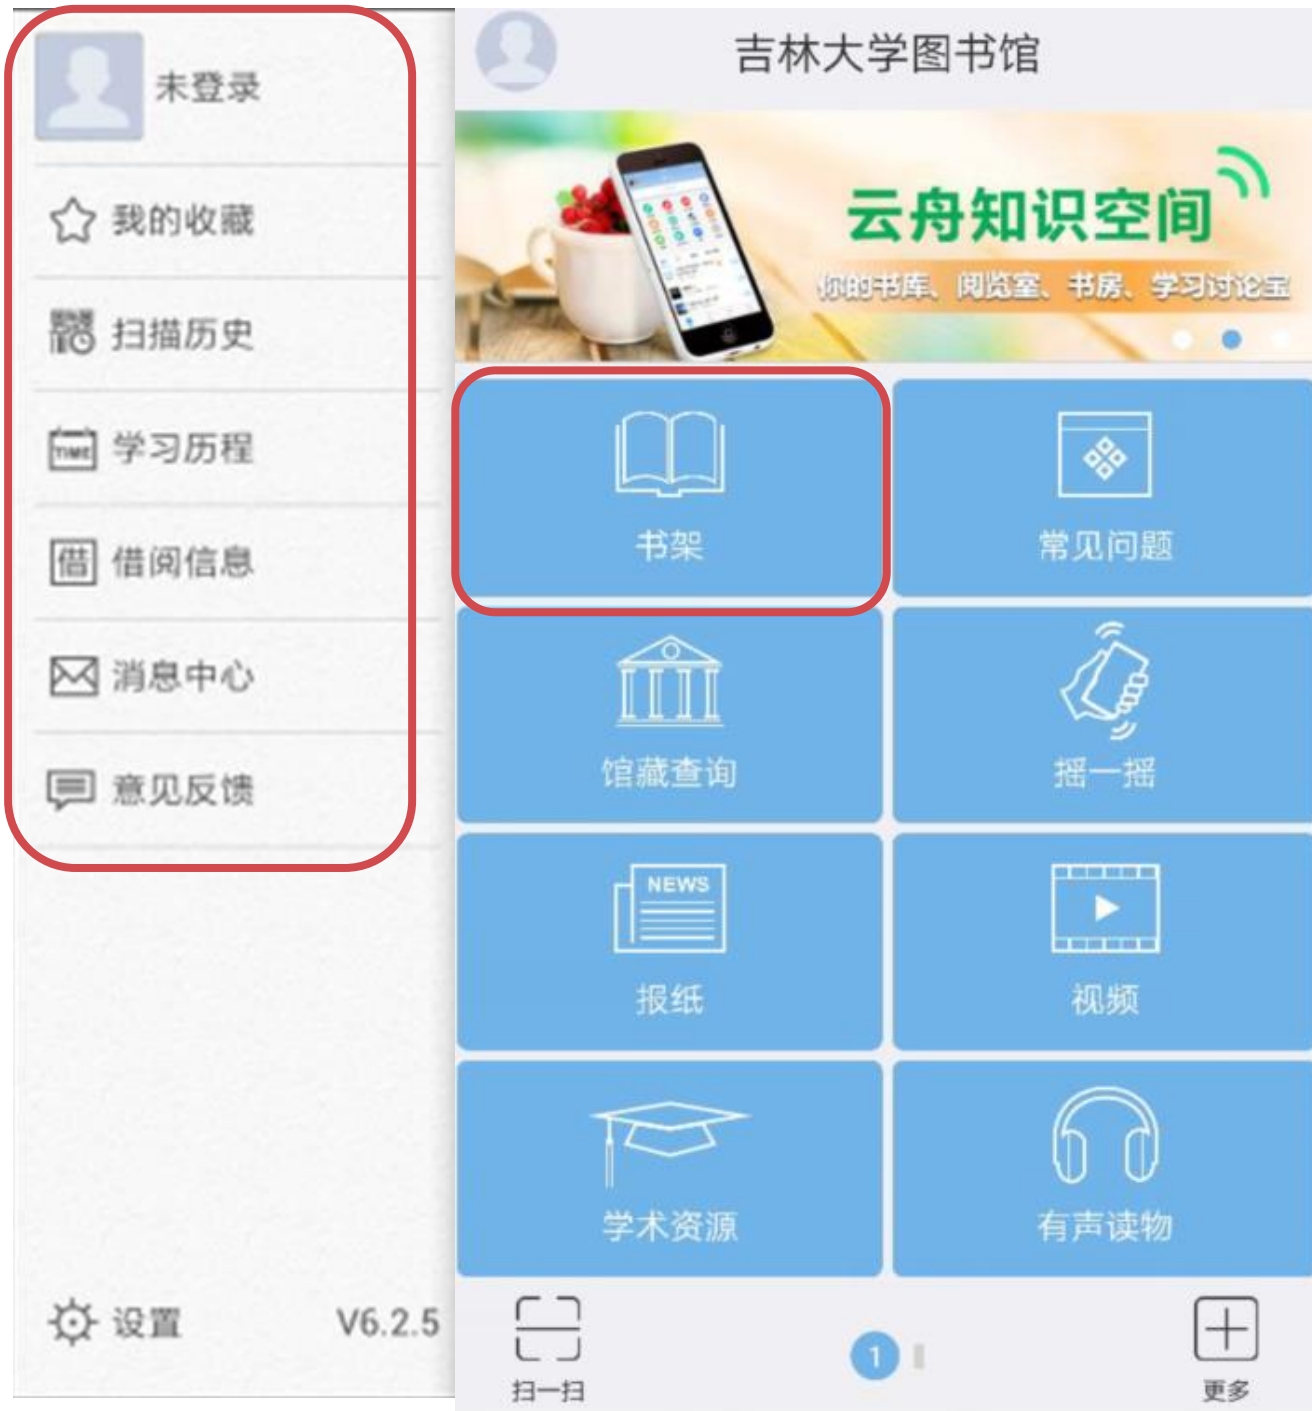 未登录
我的收藏
扫描历史
TIME 学习历程
借 借阅信息
消息中心
意见反馈
设置 V6.2.5
吉林大学图书馆
云舟知识空间
你的书库、阅览室、书房、学习讨论宝
书架
常见问题
馆藏查询
摇一摇
NEWS
报纸
视频
学术资源
有声读物
扫一扫
1
更多